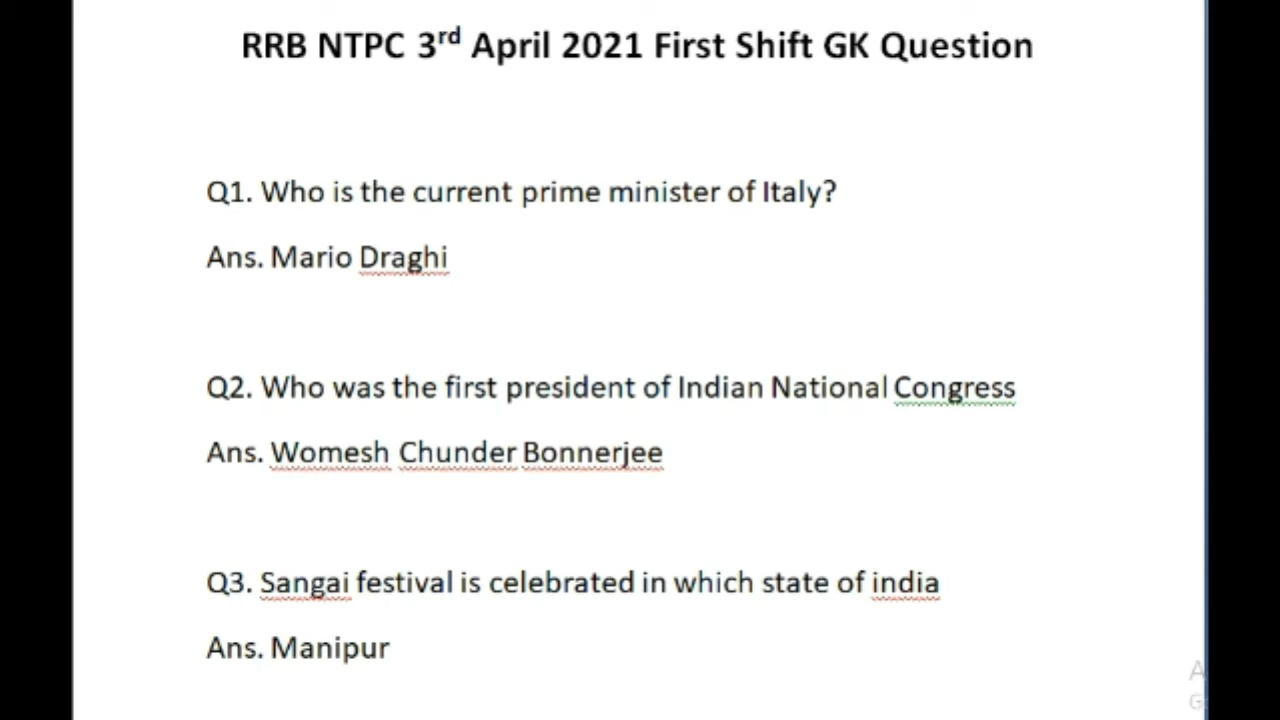 RRB NTPC 3rd April 2021 First Shift GK Question
Q1. Who is the current prime minister of Italy?
Ans. Mario Draghi
Q2. Who was the first president of Indian National Congress
Ans. Womesh Chunder Bonnerjee
Q3. Sangai festival is celebrated in which state of india
Ans. Manipur